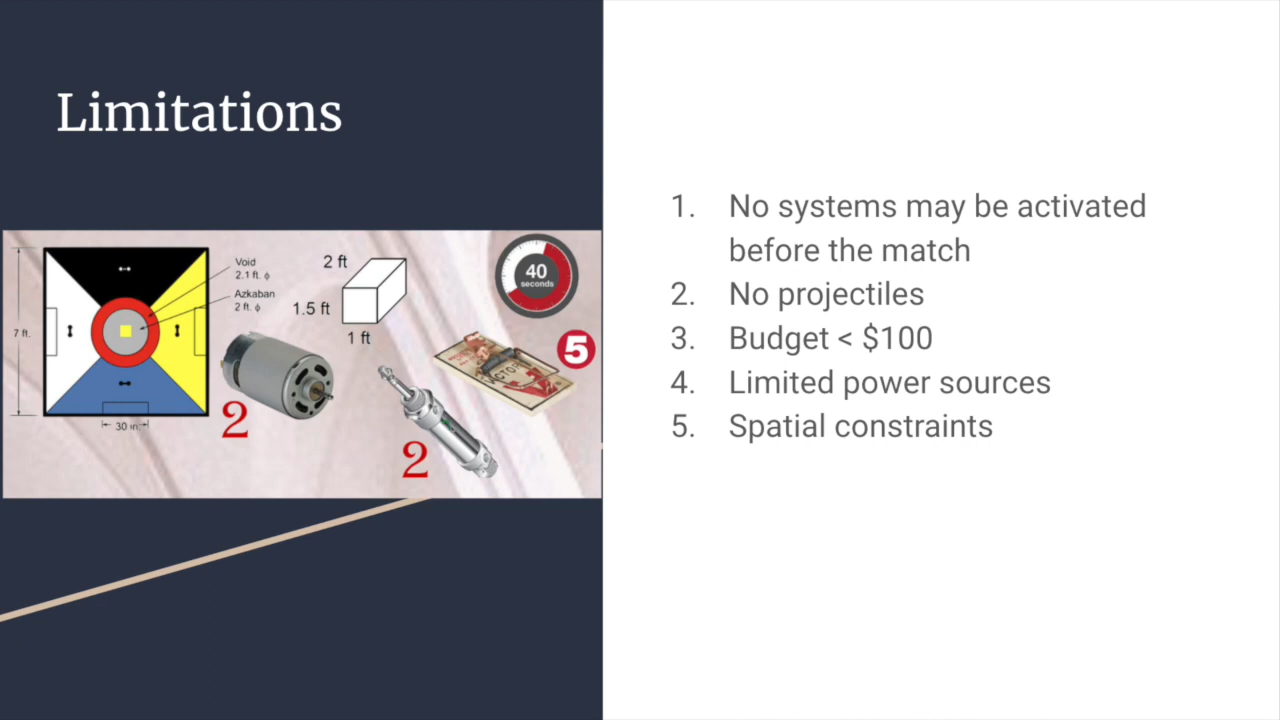 Limitations
Void
2.1 ft. ϕ
Azkaban
2 ft. ϕ
7 ft.
30 in.
2 ft
1.5 ft
1 ft
40
seconds
5
2
2
VICTOR
1. No systems may be activated
before the match
2. No projectiles
3. Budget < $100
4. Limited power sources
5. Spatial constraints